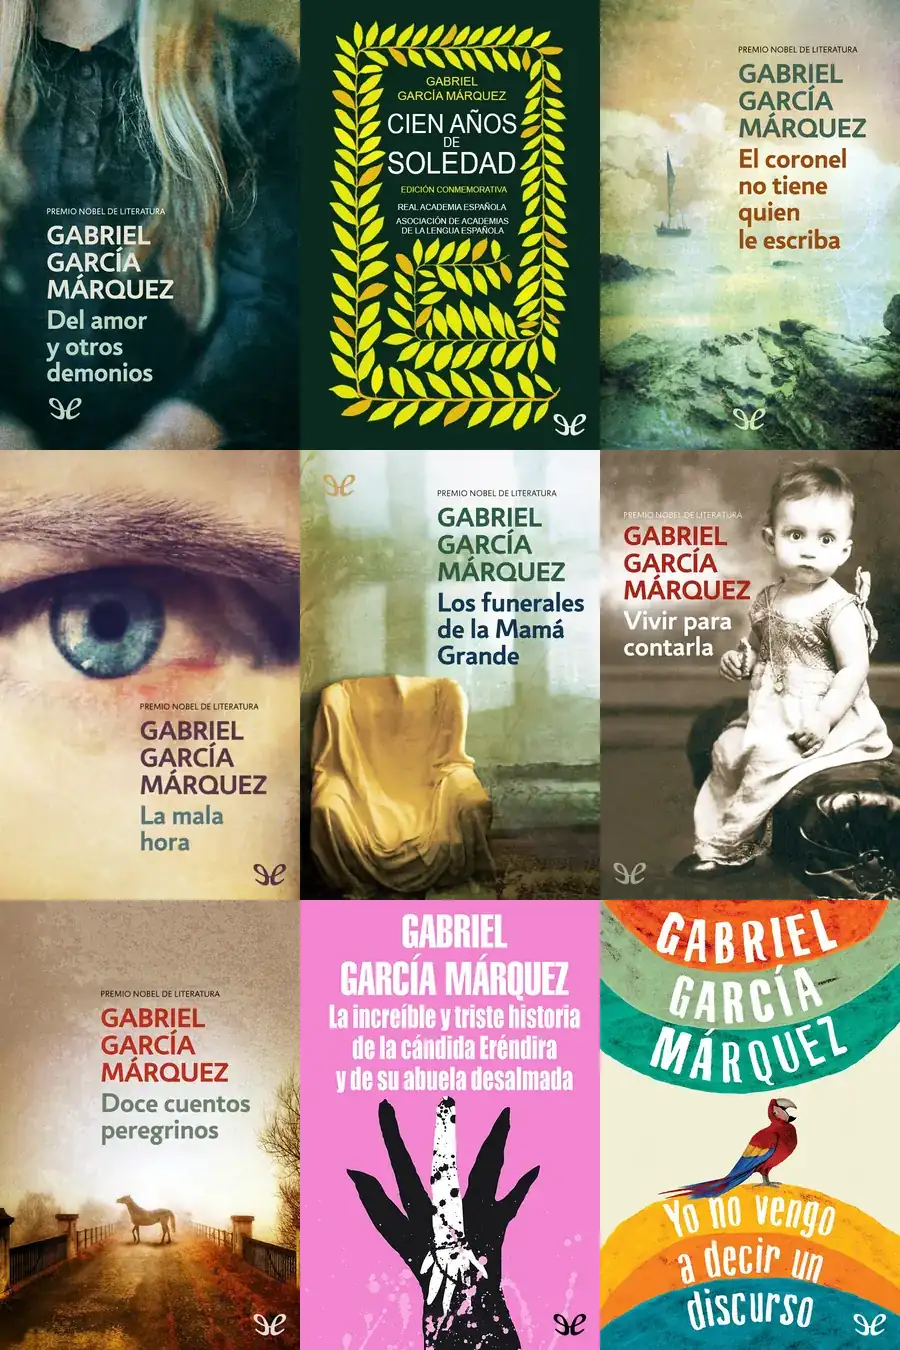 PREMIO NOBEL DE LITERATURA
GABRIEL
GARCÍA
MÁRQUEZ
Del amor
y otros
demonios
GABRIEL
GARCÍA MÁRQUEZ
CIEN AÑOS
DE
SOLEDAD
EDICIÓN CONMEMORATIVA
REAL ACADEMIA ESPAÑOLA
ASOCIACIÓN DE ACADEMIAS
DE LA LENGUA ESPAÑOLA
PREMIO NOBEL DE LITERATURA
GABRIEL
GARCÍA
MÁRQUEZ
El coronel
no tiene
quien
le escriba
PREMIO NOBEL DE LITERATURA
GABRIEL
GARCÍA
MÁRQUEZ
La mala
hora
PREMIO NOBEL DE LITERATURA
GABRIEL
GARCÍA
MÁRQUEZ
Los funerales
de la Mamá
Grande
PREMIO NOBEL DE LITERATURA
GABRIEL
GARCÍA
MÁRQUEZ
Vivir para
contarla
PREMIO NOBEL DE LITERATURA
GABRIEL
GARCÍA
MÁRQUEZ
Doce cuentos
peregrinos
GABRIEL
GARCÍA MÁRQUEZ
La increíble y triste historia
de la cándida Eréndira
y de su abuela desalmada
GABRIEL
GARCÍA
MÁRQUEZ
Yo no vengo
a decir un
discurso